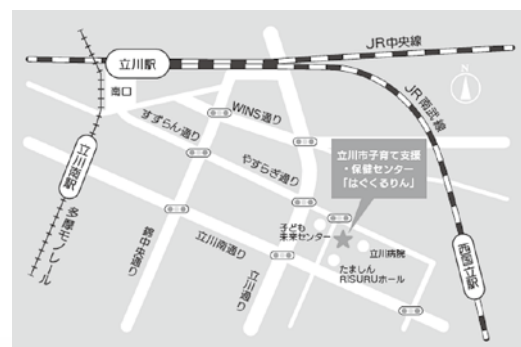 JR中央線
立川駅
南口
N
WINS通り
JR南武線
すずらん通り
やすらぎ通り
立川市子育て支援
・保健センター
「はぐくるりん」
立川南駅
多摩モノレール
子ども
未来センター
立川病院
たましん
RISURUホール
西国立駅
錦中央通り
立川南通り
立川通り